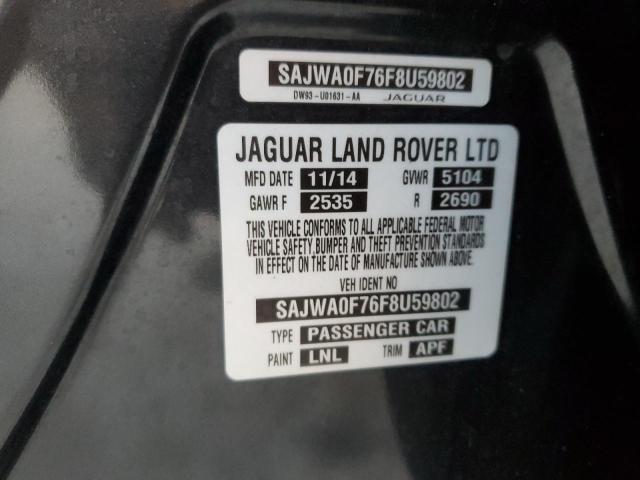 SAJWA0F76F8U59802
DW93-U01631-AA JAGUAR
JAGUAR LAND ROVER LTD
MFD DATE 11/14 GVWR 5104
GAWR F 2535 R 2690
THIS VEHICLE CONFORMS TO ALL APPLICABLE FEDERAL MOTOR
VEHICLE SAFETY,BUMPER AND THEFT PREVENTION STANDARDS
IN EFFECT ON THE DATE OF MANUFACTURE SHOWN ABOVE.
VEH IDENT NO
SAJWA0F76F8U59802
TYPE PASSENGER CAR
PAINT LNL TRIM APF